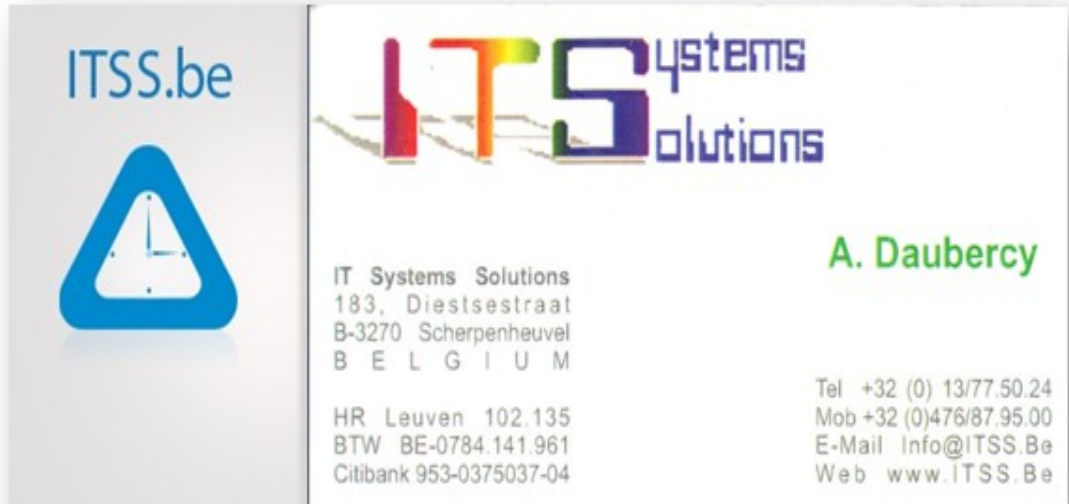 ITSS.be
ITSystems
Solutions
A. Daubercy
IT Systems Solutions
183, Diestsestraat
B-3270 Scherpenheuvel
BELGIUM
HR Leuven 102.135
BTW BE-0784.141.961
Citibank 953-0375037-04
Tel +32 (0) 13/77.50.24
Mob +32 (0)476/87.95.00
E-Mail Info@ITSS.Be
Web www.ITSS.Be